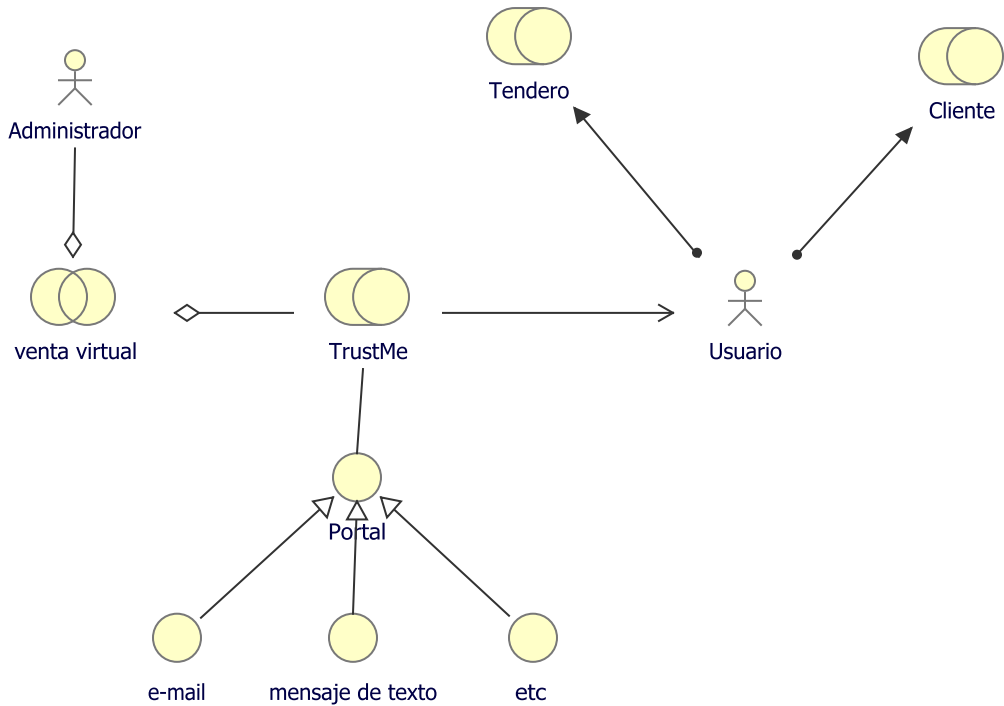 Tendero
Cliente
Administrador
venta virtual
TrustMe
Usuario
Portal
e-mail
mensaje de texto
etc